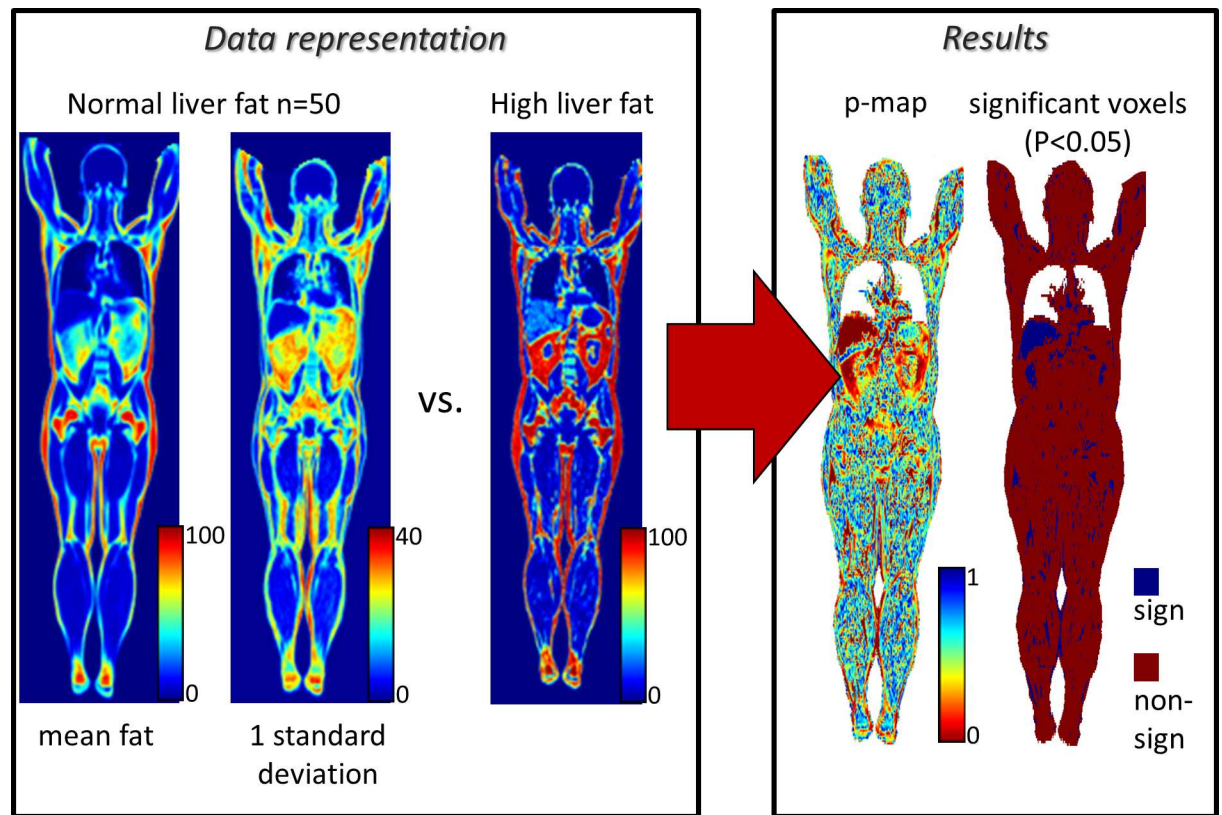 Data representation
Normal liver fat n=50
High liver fat
vs.
100
0
40
0
100
0
mean fat
1 standard
deviation
Results
p-map
significant voxels
(P<0.05)
1
0
sign
non-
sign